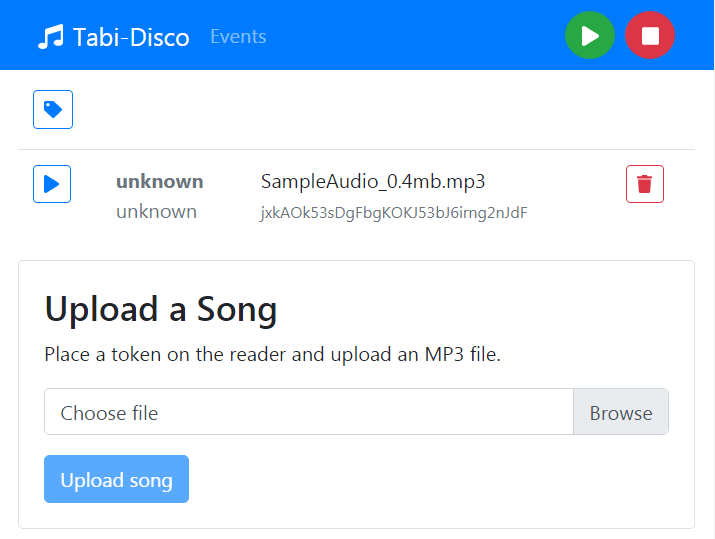 Tabi-Disco Events
unknown SampleAudio_0.4mb.mp3
unknown jxkAOk53sDgFbgKOKJ53bJ6irng2nJdF
Upload a Song
Place a token on the reader and upload an MP3 file.
Choose file Browse
Upload song